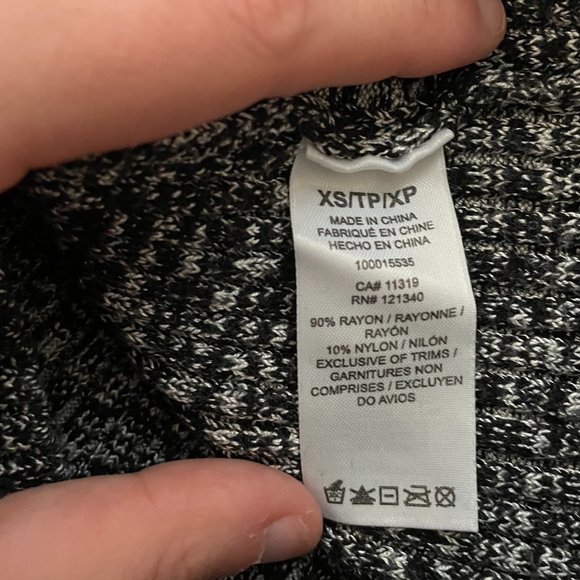 XS/TP/XP
MADE IN CHINA
FABRIQUÉ EN CHINE
HECHO EN CHINA
100015535
CA# 11319
RN# 121340
90% RAYON / RAYONNE /
RAYÓN
10% NYLON / NILÓN
EXCLUSIVE OF TRIMS /
GARNITURES NON
COMPRISES / EXCLUYEN
DO AVIOS